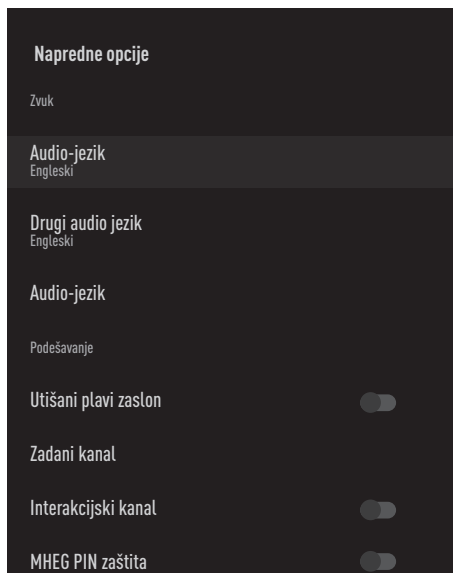 Napredne opcije
Zvuk
Audio-jezik
Engleski
Drugi audio jezik
Engleski
Audio-jezik
Podešavanje
Utišani plavi zaslon
Zadani kanal
Interakcijski kanal
MHEG PIN zaštita